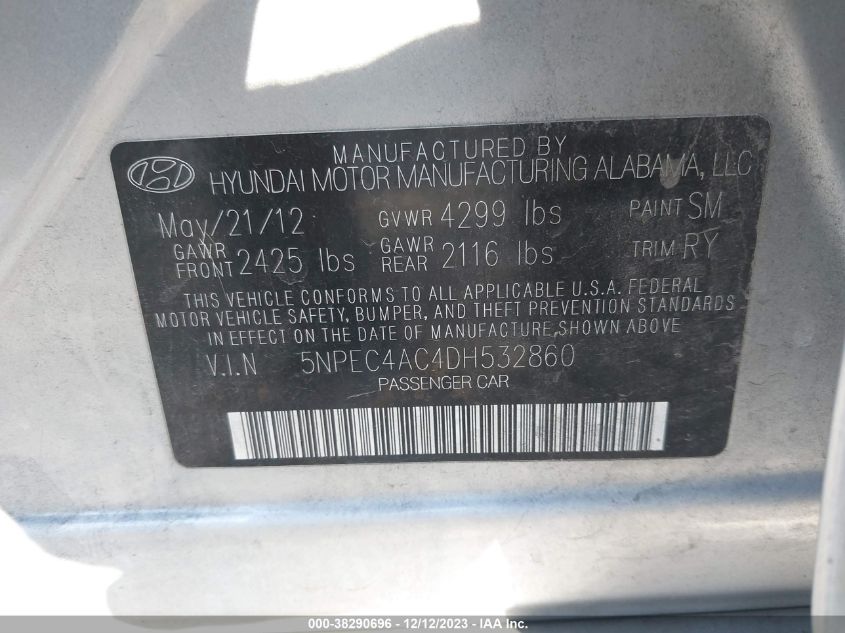 MANUFACTURED BY
HYUNDAI MOTOR MANUFACTURING ALABAMA, LLC
May/21/12 GVWR 4299 lbs PAINT SM
GAWR FRONT 2425 lbs GAWR REAR 2116 lbs TRIM RY
THIS VEHICLE CONFORMS TO ALL APPLICABLE U.S.A. FEDERAL
MOTOR VEHICLE SAFETY, BUMPER, AND THEFT PREVENTION STANDARDS
IN EFFECT ON THE DATE OF MANUFACTURE SHOWN ABOVE
V.I.N 5NPEC4AC4DH532860
PASSENGER CAR
000-38290696 - 12/12/2023 - IAA Inc.